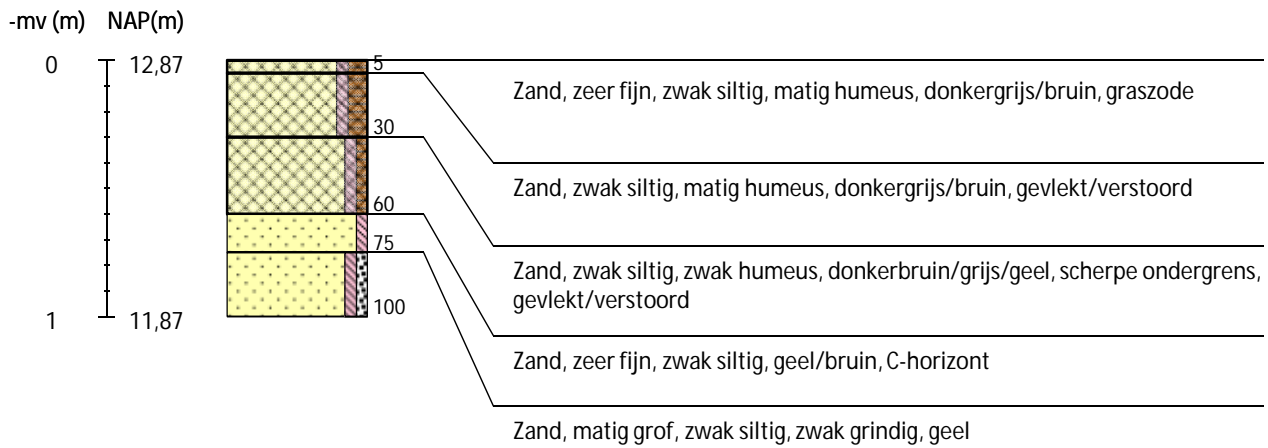 -mv (m) NAP(m)
0 12,87
5
Zand, zeer fijn, zwak siltig, matig humeus, donkergrijs/bruin, graszode
30
Zand, zwak siltig, matig humeus, donkergrijs/bruin, gevlekt/verstoord
60
75
Zand, zwak siltig, zwak humeus, donkerbruin/grijs/geel, scherpe ondergrens,
gevlekt/verstoord
100
1 11,87
Zand, zeer fijn, zwak siltig, geel/bruin, C-horizont
Zand, matig grof, zwak siltig, zwak grindig, geel